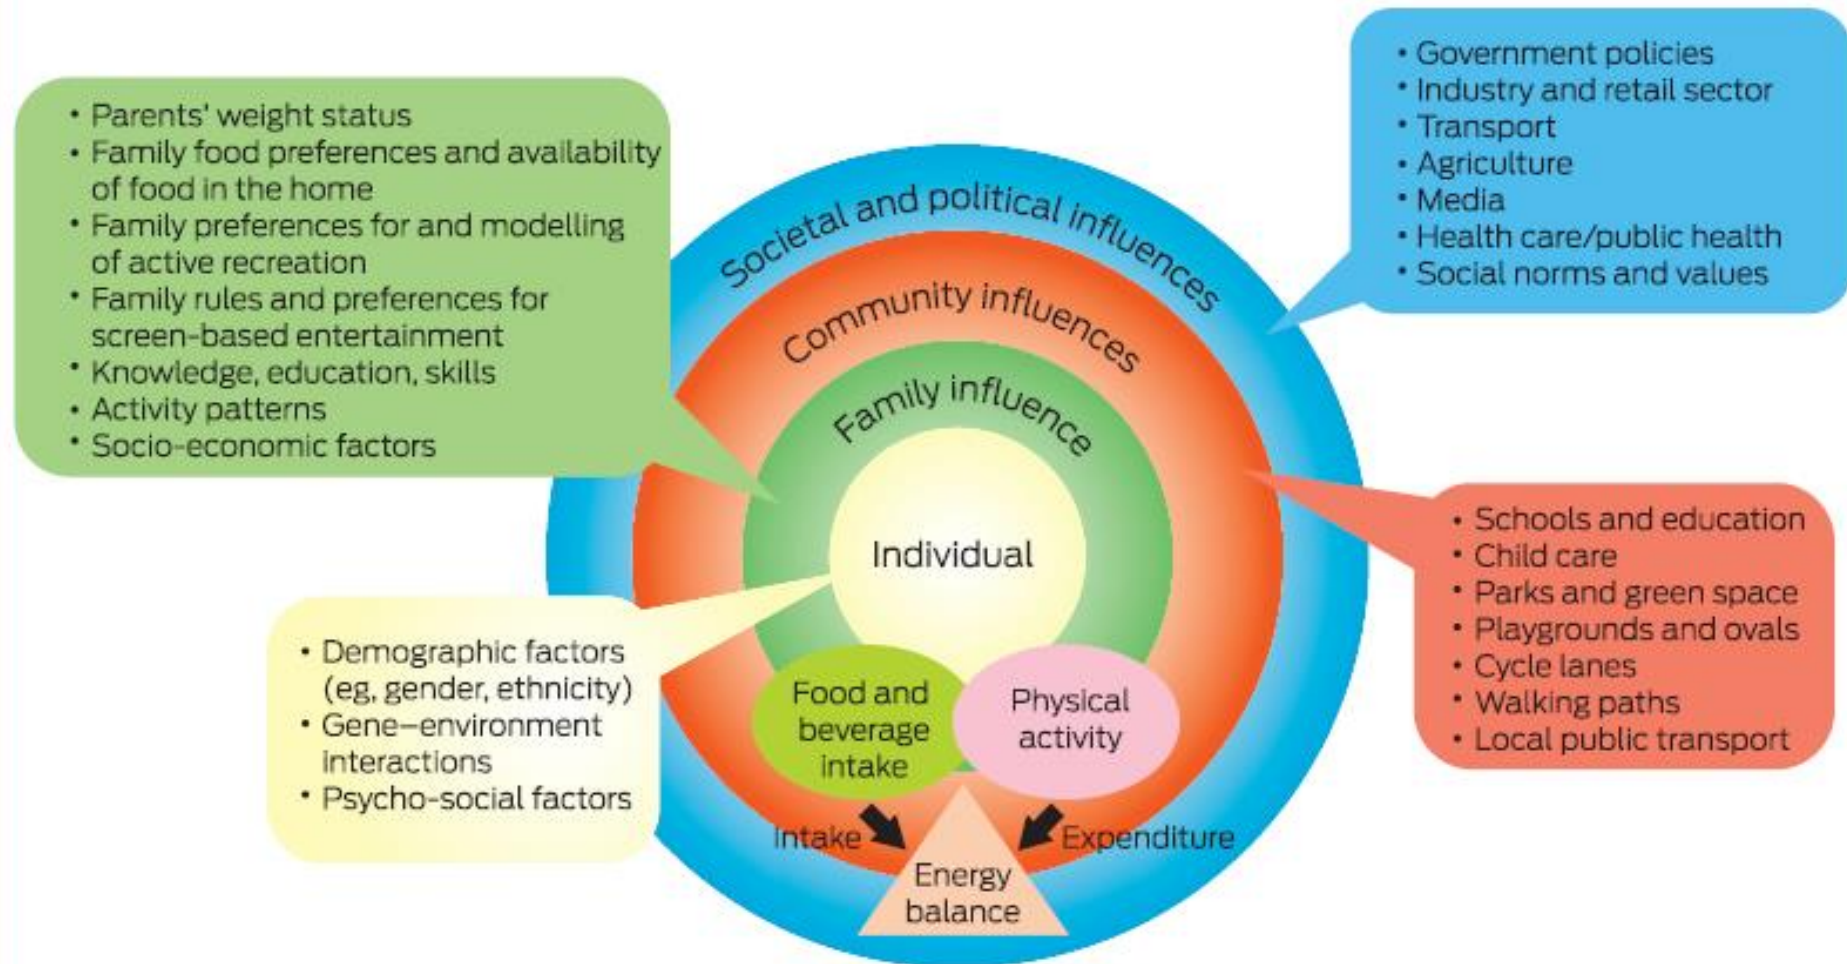 • Parents' weight status
• Family food preferences and availability
of food in the home
• Family preferences for and modelling
of active recreation
• Family rules and preferences for
screen-based entertainment
• Knowledge, education, skills
• Activity patterns
• Socio-economic factors
• Government policies
• Industry and retail sector
• Transport
• Agriculture
• Media
• Health care/public health
• Social norms and values
Societal and political influences
Community influences
Family influence
Individual
• Schools and education
• Child care
• Parks and green space
• Playgrounds and ovals
• Cycle lanes
• Walking paths
• Local public transport
• Demographic factors
(eg, gender, ethnicity)
• Gene–environment
interactions
• Psycho-social factors
Food and
beverage
intake
Physical
activity
Intake
Expenditure
Energy
balance